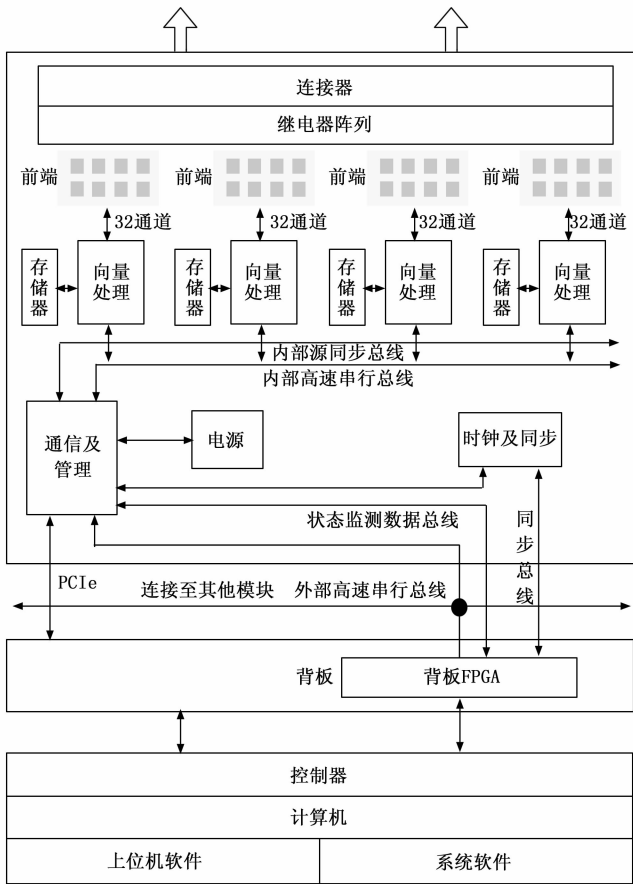 连接器
继电器阵列
前端 前端 前端 前端
32通道 32通道 32通道 32通道
存储器 向量处理 存储器 向量处理 存储器 向量处理 存储器 向量处理
内部源同步总线
内部高速串行总线
通信及管理 电源 时钟及同步
状态监测数据总线
同步总线
PCIe
连接至其他模块 外部高速串行总线
背板 背板FPGA
控制器
计算机
上位机软件 系统软件